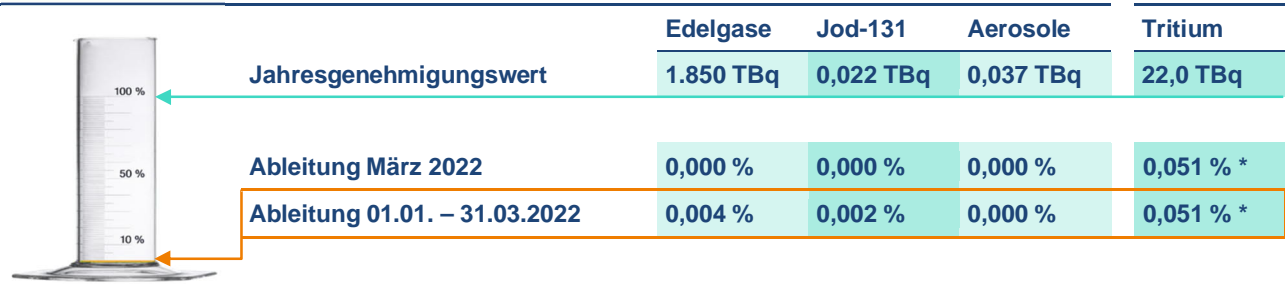 Edelgase Jod-131 Aerosole Tritium
Jahresgenehmigungswert 1.850 TBq 0,022 TBq 0,037 TBq 22,0 TBq
100 %
Ableitung März 2022 0,000 % 0,000 % 0,000 % 0,051 % *
50 %
Ableitung 01.01. – 31.03.2022 0,004 % 0,002 % 0,000 % 0,051 % *
10 %